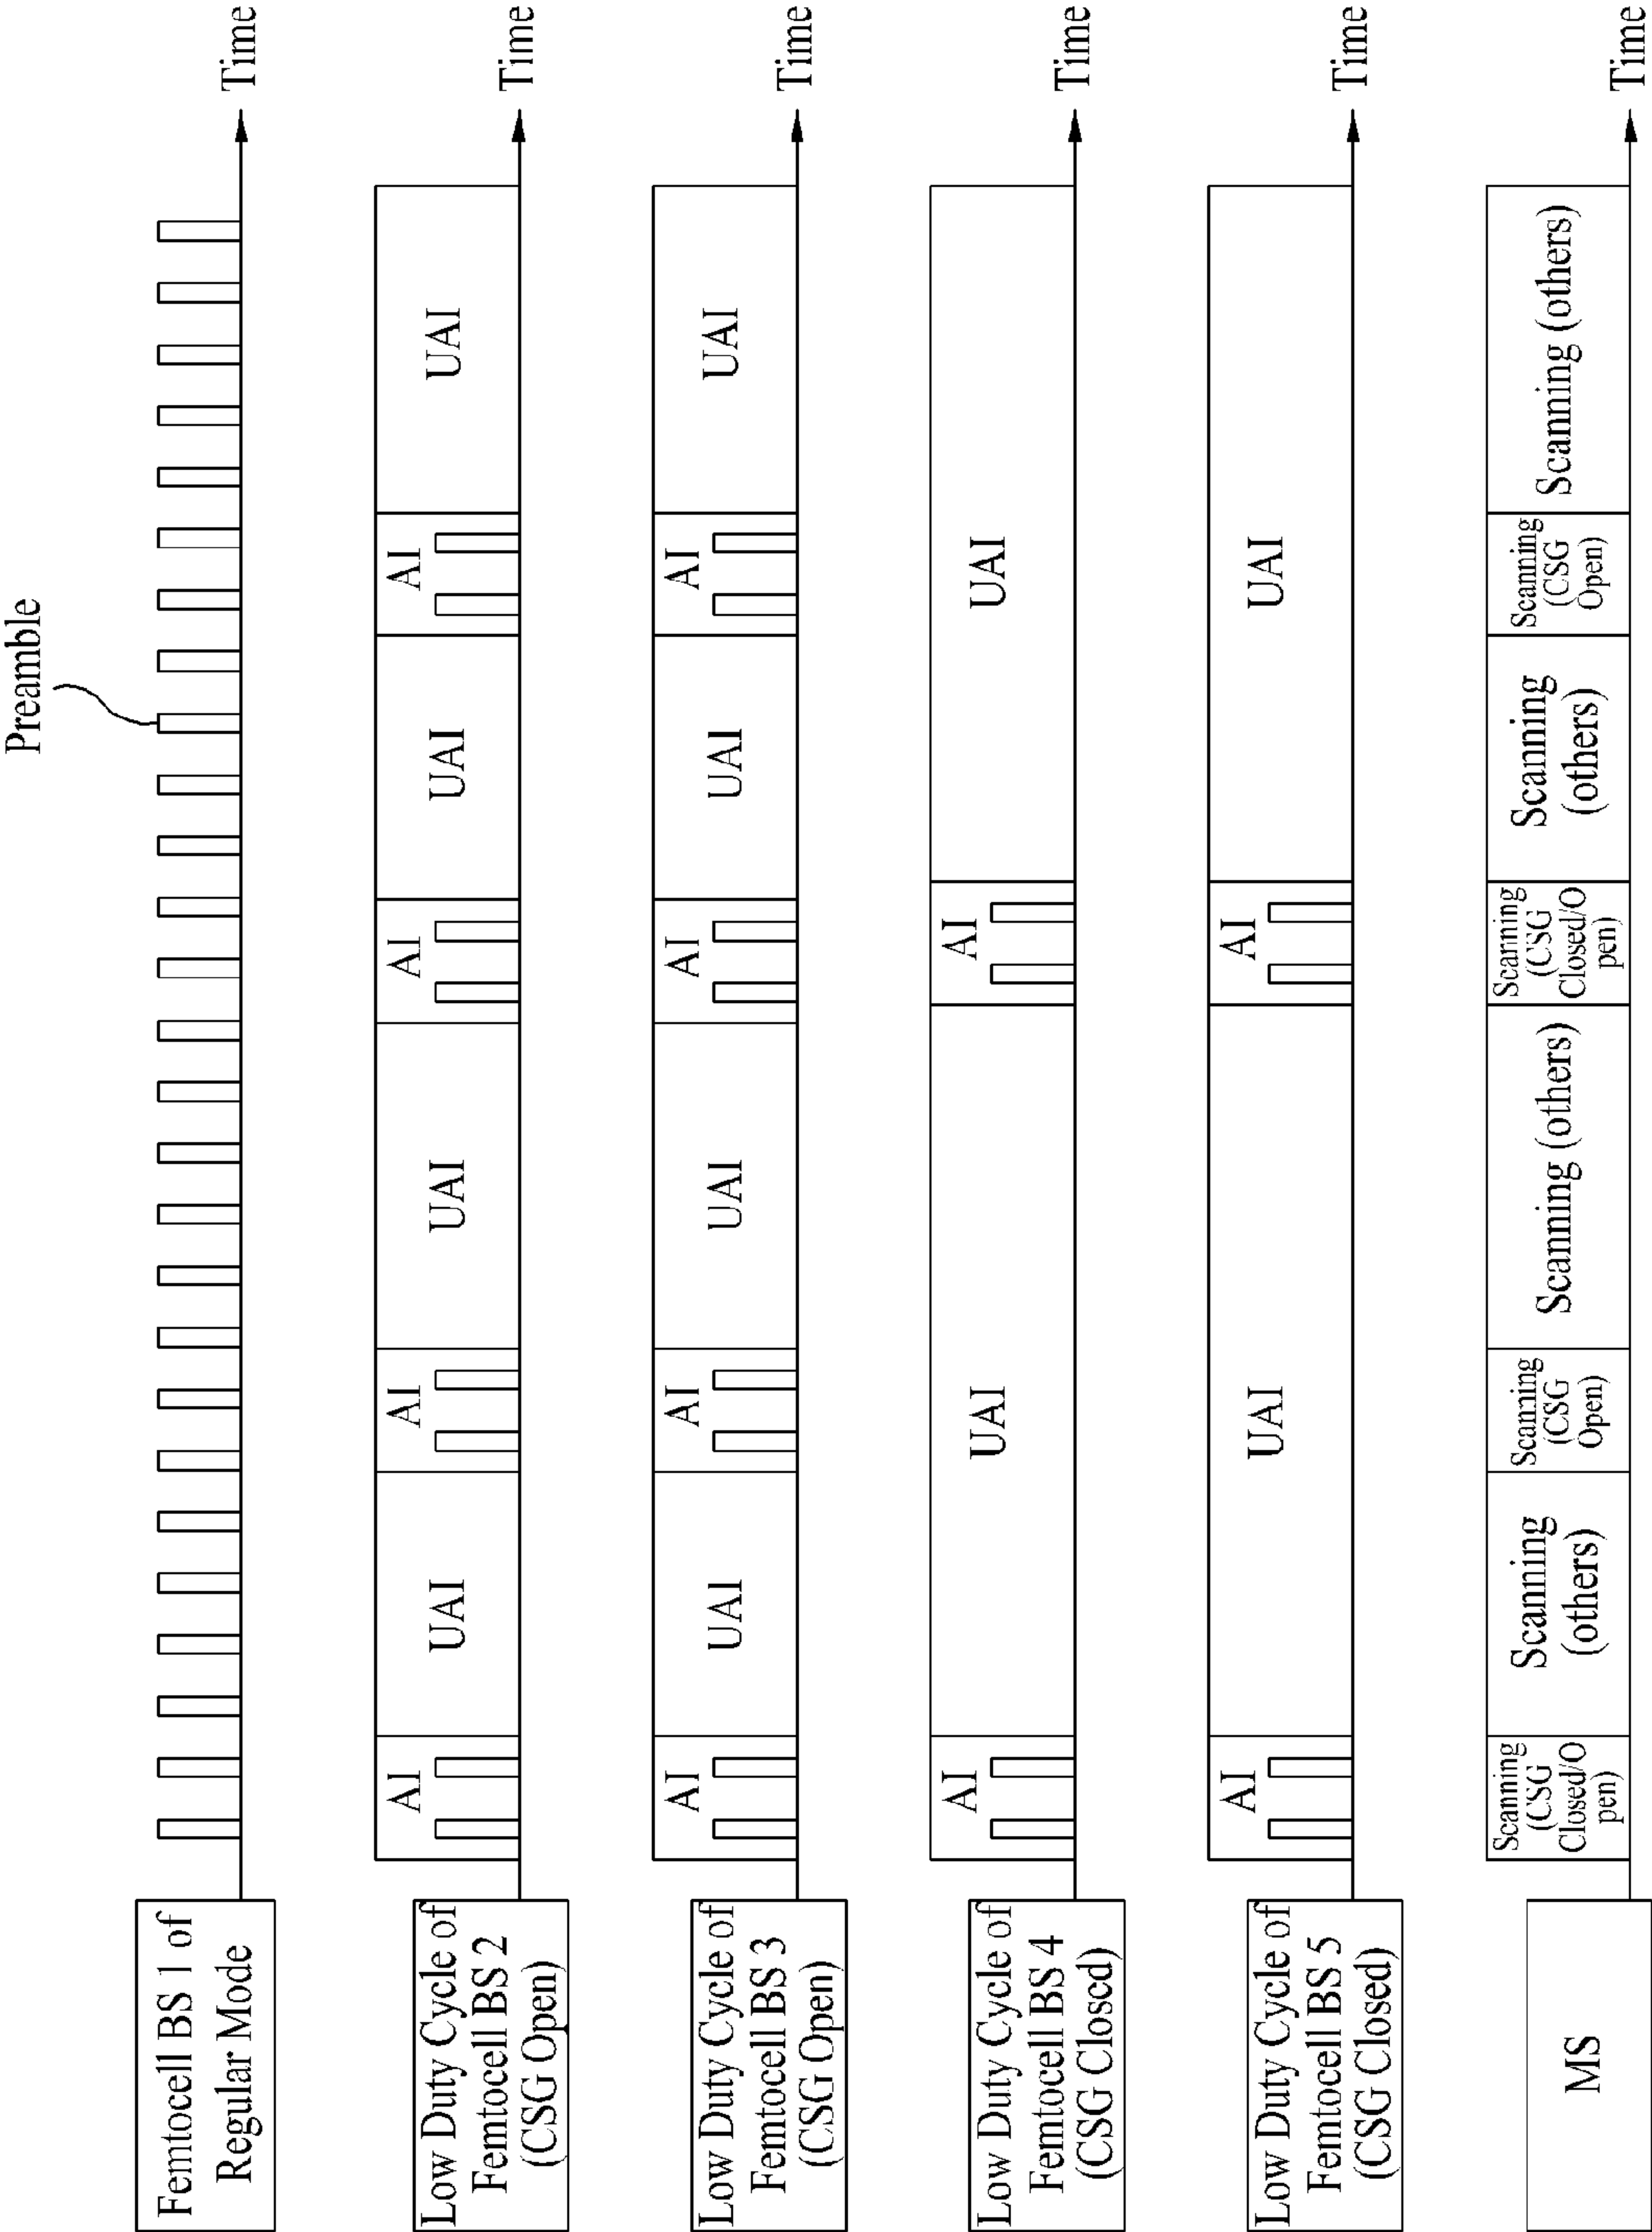 Preamble
Femtocell BS 1 of
Regular Mode
Time
Low Duty Cycle of
Femtocell BS 2
(CSG Open)
AI
UAI
AI
UAI
AI
UAI
AI
UAI
Time
Low Duty Cycle of
Femtocell BS 3
(CSG Open)
AI
UAI
AI
UAI
AI
UAI
AI
UAI
Time
Low Duty Cycle of
Femtocell BS 4
(CSG Closed)
AI
UAI
AI
UAI
Time
Low Duty Cycle of
Femtocell BS 5
(CSG Closed)
AI
UAI
AI
UAI
Time
MS
Scanning
(CSG
Closed/O
pen)
Scanning
(others)
Scanning
(CSG
Open)
Scanning (others)
Scanning
(CSG
Closed/O
pen)
Scanning
(others)
Scanning
(CSG
Open)
Scanning (others)
Time